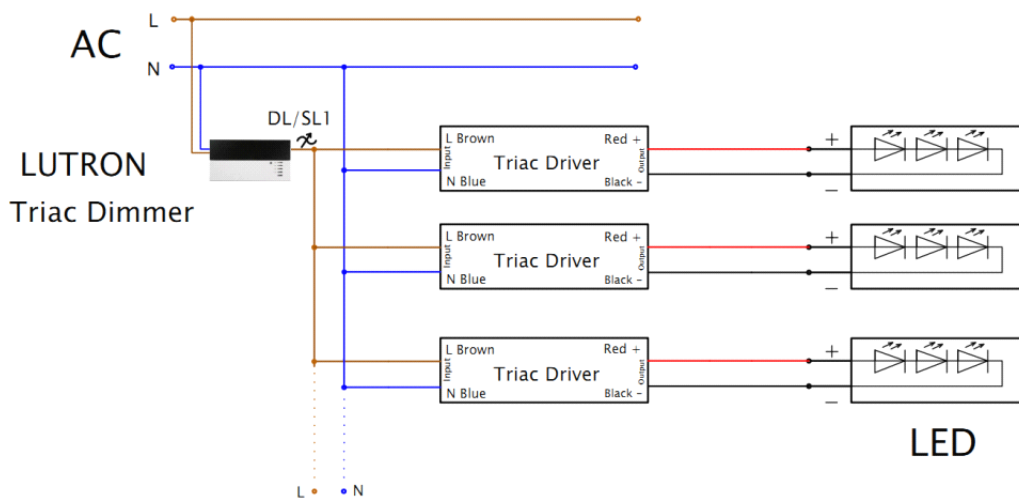 L
AC
N
DL/SL1
LUTRON
Triac Dimmer
L Brown
Red +
Input
Triac Driver
Output
N Blue
Black -
+
-
L Brown
Red +
Input
Triac Driver
Output
N Blue
Black -
+
-
L Brown
Red +
Input
Triac Driver
Output
N Blue
Black -
+
-
LED
L
N